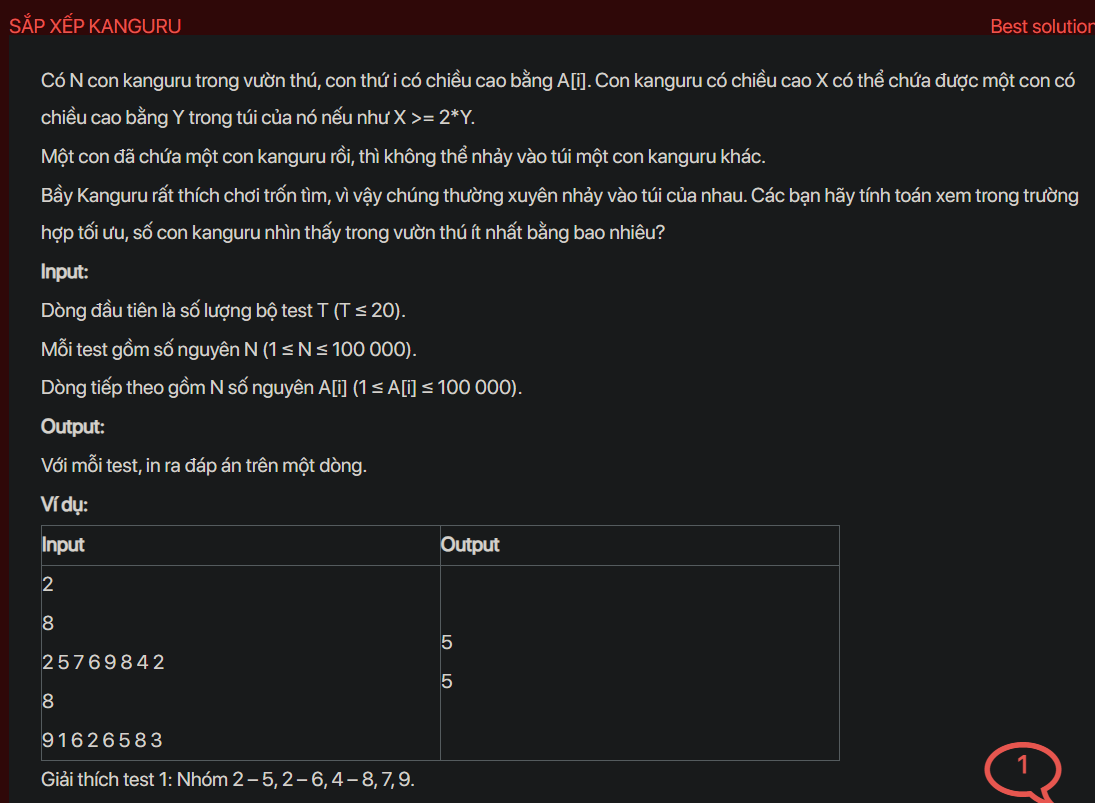 SẮP XẾP KANGURU
Best solution
Có N con kanguru trong vườn thú, con thứ i có chiều cao bằng A[i]. Con kanguru có chiều cao X có thể chứa được một con có
chiều cao bằng Y trong túi của nó nếu như X >= 2*Y.
Một con đã chứa một con kanguru rồi, thì không thể nhảy vào túi một con kanguru khác.
Bầy Kanguru rất thích chơi trốn tìm, vì vậy chúng thường xuyên nhảy vào túi của nhau. Các bạn hãy tính toán xem trong trường
hợp tối ưu, số con kanguru nhìn thấy trong vườn thú ít nhất bằng bao nhiêu?
Input:
Dòng đầu tiên là số lượng bộ test T (T ≤ 20).
Mỗi test gồm số nguyên N (1 ≤ N ≤ 100 000).
Dòng tiếp theo gồm N số nguyên A[i] (1 ≤ A[i] ≤ 100 000).
Output:
Với mỗi test, in ra đáp án trên một dòng.
Ví dụ:
Input
Output
2
8
2 5 7 6 9 8 4 2
8
9 1 6 2 6 5 8 3
5
5
Giải thích test 1: Nhóm 2 – 5, 2 – 6, 4 – 8, 7, 9.
1